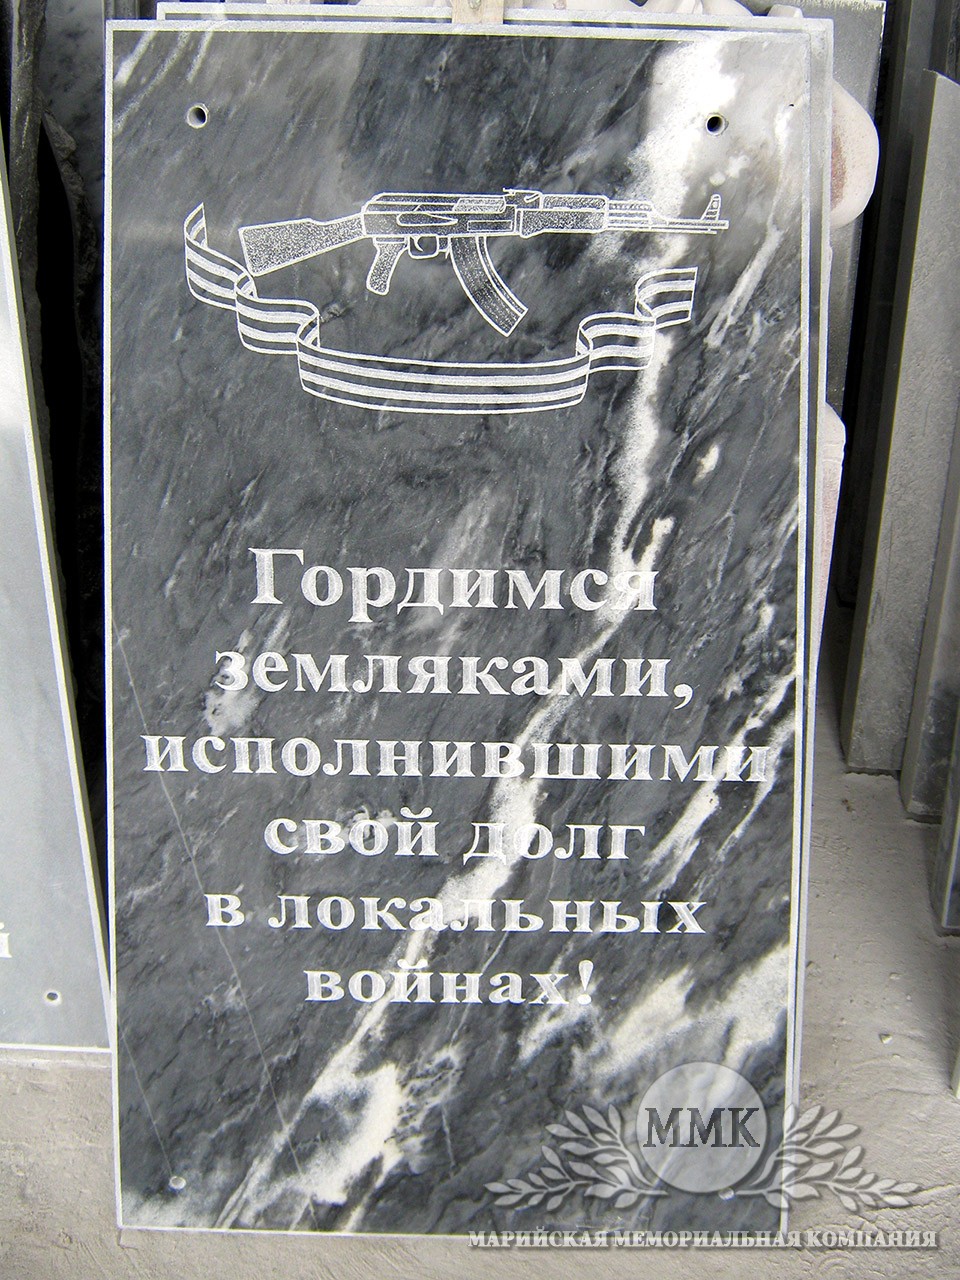 Гордимся
земляками,
исполнившими
свой долг
в локальных
войнах!
й
ММК
МАРИЙСКАЯ МЕМОРИАЛЬНАЯ КОМПАНИЯ